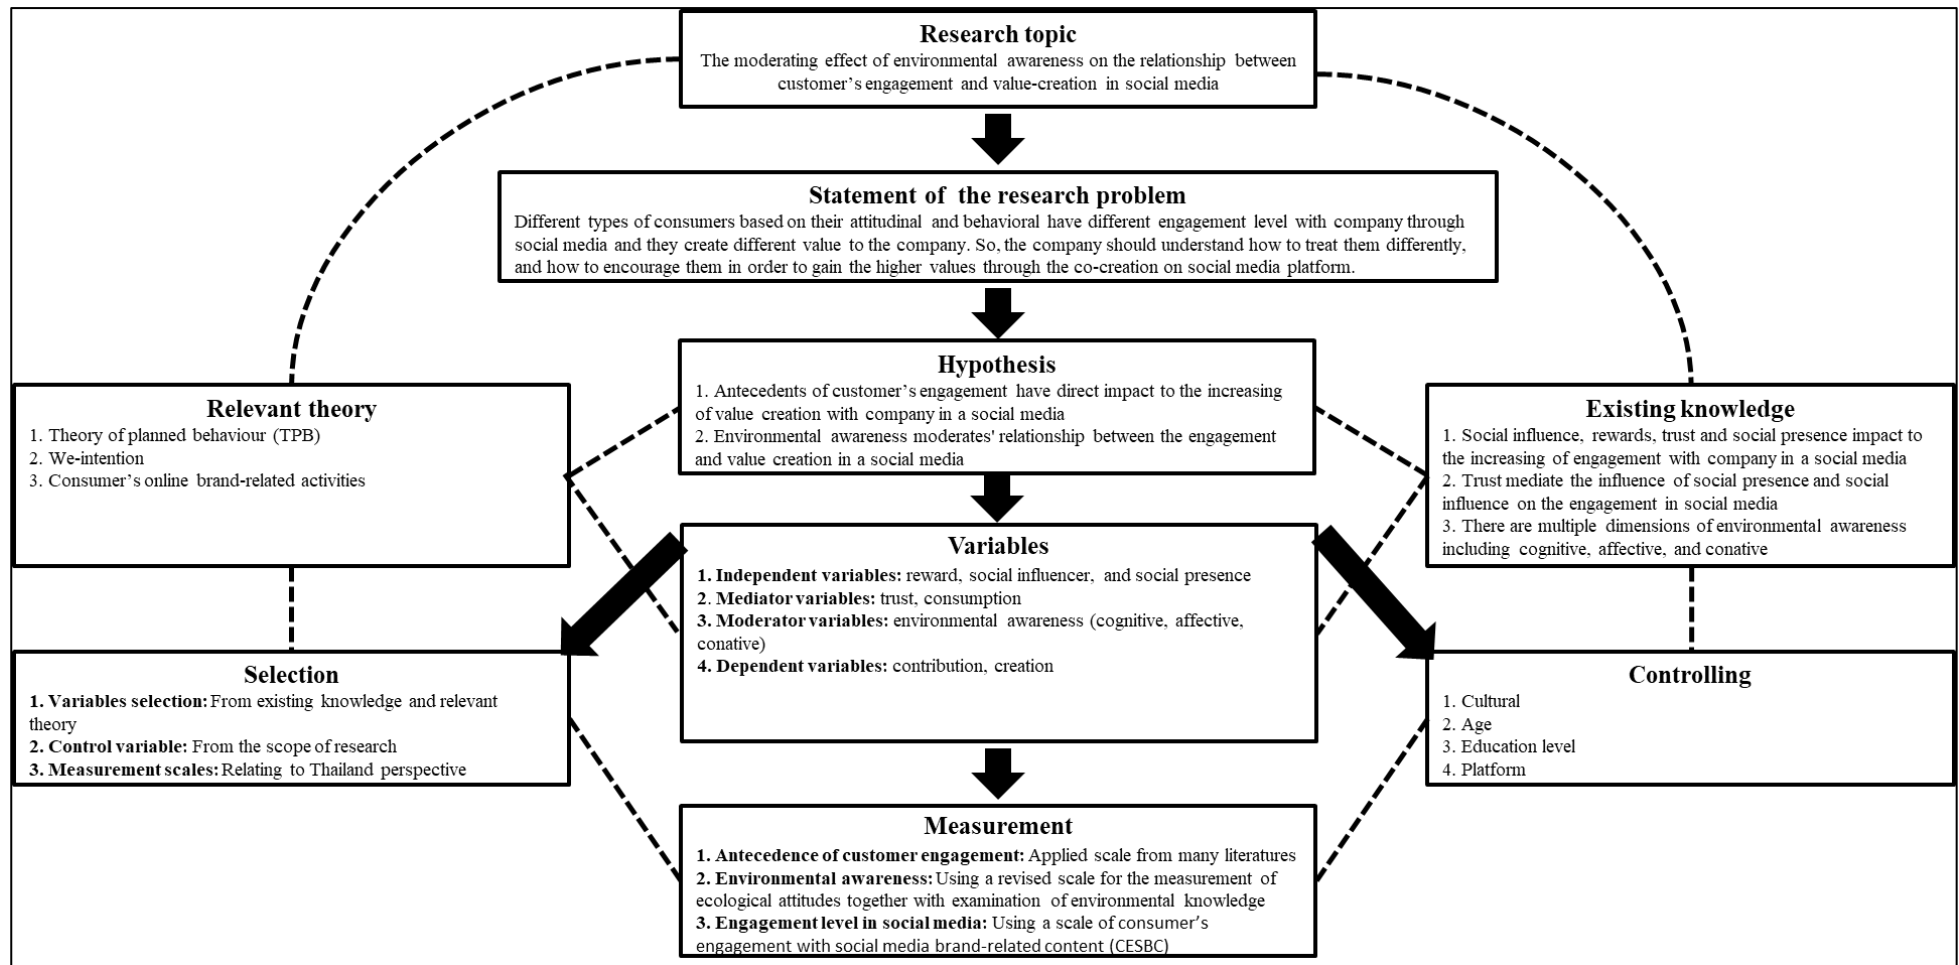 Research topic
The moderating effect of environmental awareness on the relationship between
customer's engagement and value-creation in social media
Statement of the research problem
Different types of consumers based on their attitudinal and behavioral have different engagement level with company through
social media and they create different value to the company. So, the company should understand how to treat them differently,
and how to encourage them in order to gain the higher values through the co-creation on social media platform.
Hypothesis
1. Antecedents of customer's engagement have direct impact to the increasing
of value creation with company in a social media
2. Environmental awareness moderates' relationship between the engagement
and value creation in a social media
Relevant theory
1. Theory of planned behaviour (TPB)
2. We-intention
3. Consumer's online brand-related activities
Existing knowledge
1. Social influence, rewards, trust and social presence impact to
the increasing of engagement with company in a social media
2. Trust mediate the influence of social presence and social
influence on the engagement in social media
3. There are multiple dimensions of environmental awareness
including cognitive, affective, and conative
Variables
1. Independent variables: reward, social influencer, and social presence
2. Mediator variables: trust, consumption
3. Moderator variables: environmental awareness (cognitive, affective,
conative)
4. Dependent variables: contribution, creation
Selection
1. Variables selection: From existing knowledge and relevant
theory
2. Control variable: From the scope of research
3. Measurement scales: Relating to Thailand perspective
Controlling
1. Cultural
2. Age
3. Education level
4. Platform
Measurement
1. Antecedence of customer engagement: Applied scale from many literatures
2. Environmental awareness: Using a revised scale for the measurement of
ecological attitudes together with examination of environmental knowledge
3. Engagement level in social media: Using a scale of consumer's
engagement with social media brand-related content (CESBC)